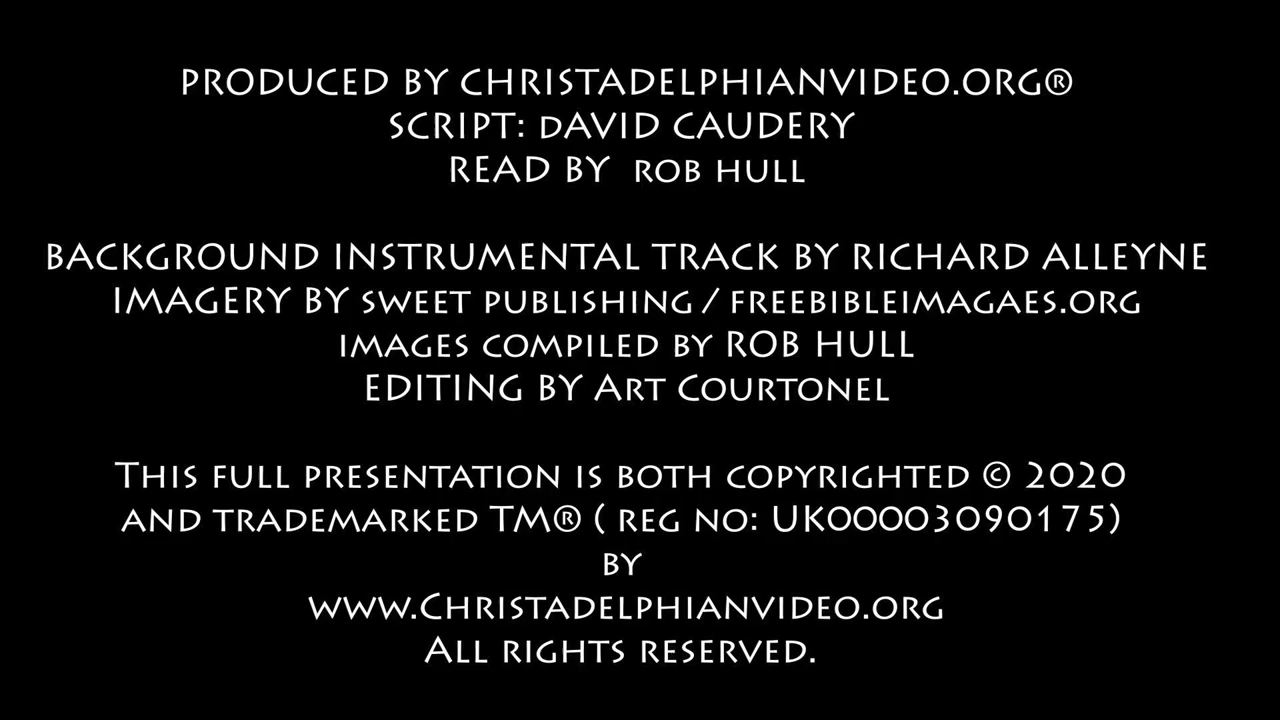 PRODUCED BY CHRISTADELPHIANVIDEO.ORG®
SCRIPT: DAVID CAUDERY
READ BY ROB HULL
BACKGROUND INSTRUMENTAL TRACK BY RICHARD ALLEYNE
IMAGERY BY SWEET PUBLISHING / FREEBIBLEIMAGAES.ORG
IMAGES COMPILED BY ROB HULL
EDITING BY ART COURTONEL
THIS FULL PRESENTATION IS BOTH COPYRIGHTED © 2020
AND TRADEMARKED TM® ( REG NO: UK00003090175)
BY
WWW.CHRISTADELPHIANVIDEO.ORG
ALL RIGHTS RESERVED.